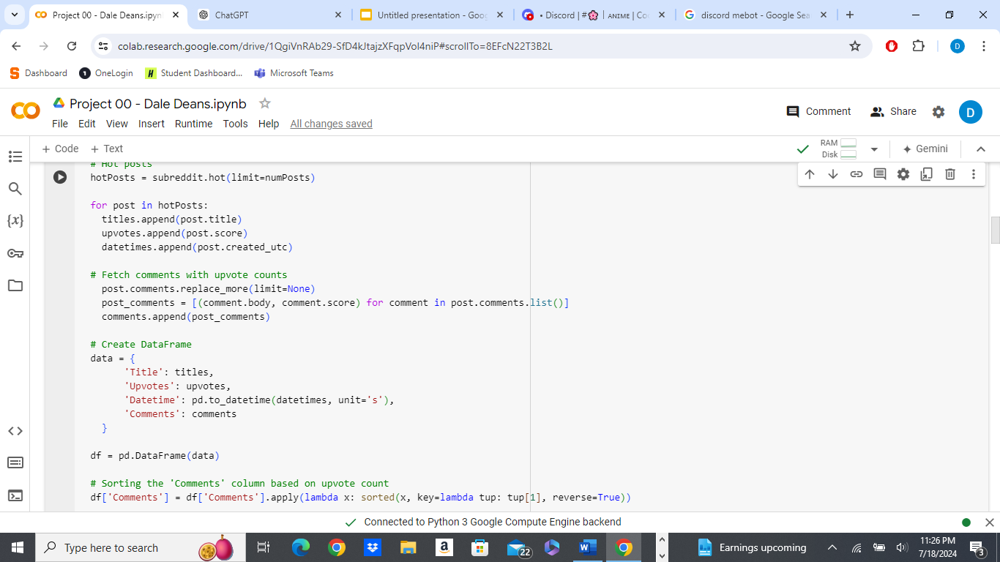 Project 00 - Dale Deans.ipyn
ChatGPT
Untitled presentation - Goo
• Discord | #🌸 | ᴀɴɪᴍᴇ | Co
discord mebot - Google Sea
colab.research.google.com/drive/1QgiVnRAb29-SfD4kJtajzXFqpVol4niP#scrollTo=8EFcN22T3B2L
D
Dashboard
OneLogin
Student Dashboard...
Microsoft Teams
Project 00 - Dale Deans.ipynb
File Edit View Insert Runtime Tools Help All changes saved
Comment
Share
D
+ Code + Text
RAM
Disk
Gemini
# Hot posts
hotPosts = subreddit.hot(limit=numPosts)
for post in hotPosts:
titles.append(post.title)
upvotes.append(post.score)
datetimes.append(post.created_utc)
# Fetch comments with upvote counts
post.comments.replace_more(limit=None)
post_comments = [(comment.body, comment.score) for comment in post.comments.list()]
comments.append(post_comments)
# Create DataFrame
data = {
'Title': titles,
'Upvotes': upvotes,
'Datetime': pd.to_datetime(datetimes, unit='s'),
'Comments': comments
}
df = pd.DataFrame(data)
# Sorting the 'Comments' column based on upvote count
df['Comments'] = df['Comments'].apply(lambda x: sorted(x, key=lambda tup: tup[1], reverse=True))
Connected to Python 3 Google Compute Engine backend
Type here to search
22
Earnings upcoming
11:26 PM
7/18/2024
3